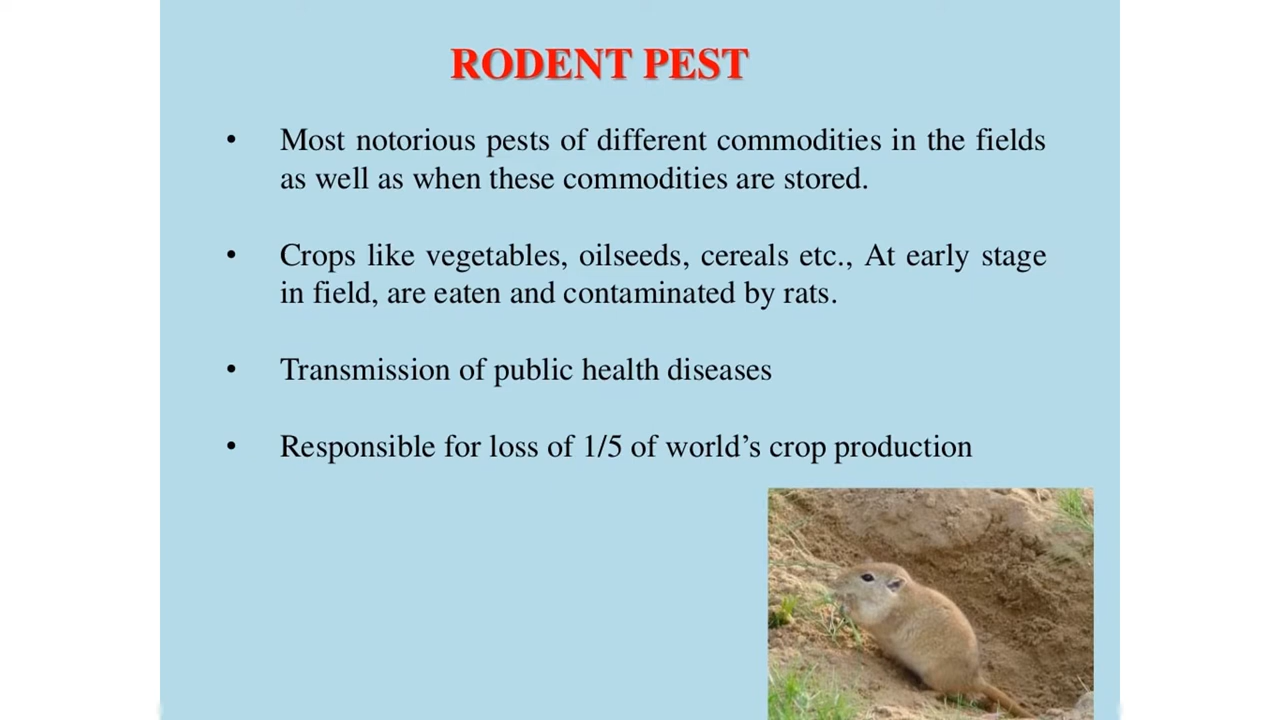 RODENT PEST
• Most notorious pests of different commodities in the fields
as well as when these commodities are stored.
• Crops like vegetables, oilseeds, cereals etc., At early stage
in field, are eaten and contaminated by rats.
• Transmission of public health diseases
• Responsible for loss of 1/5 of world’s crop production